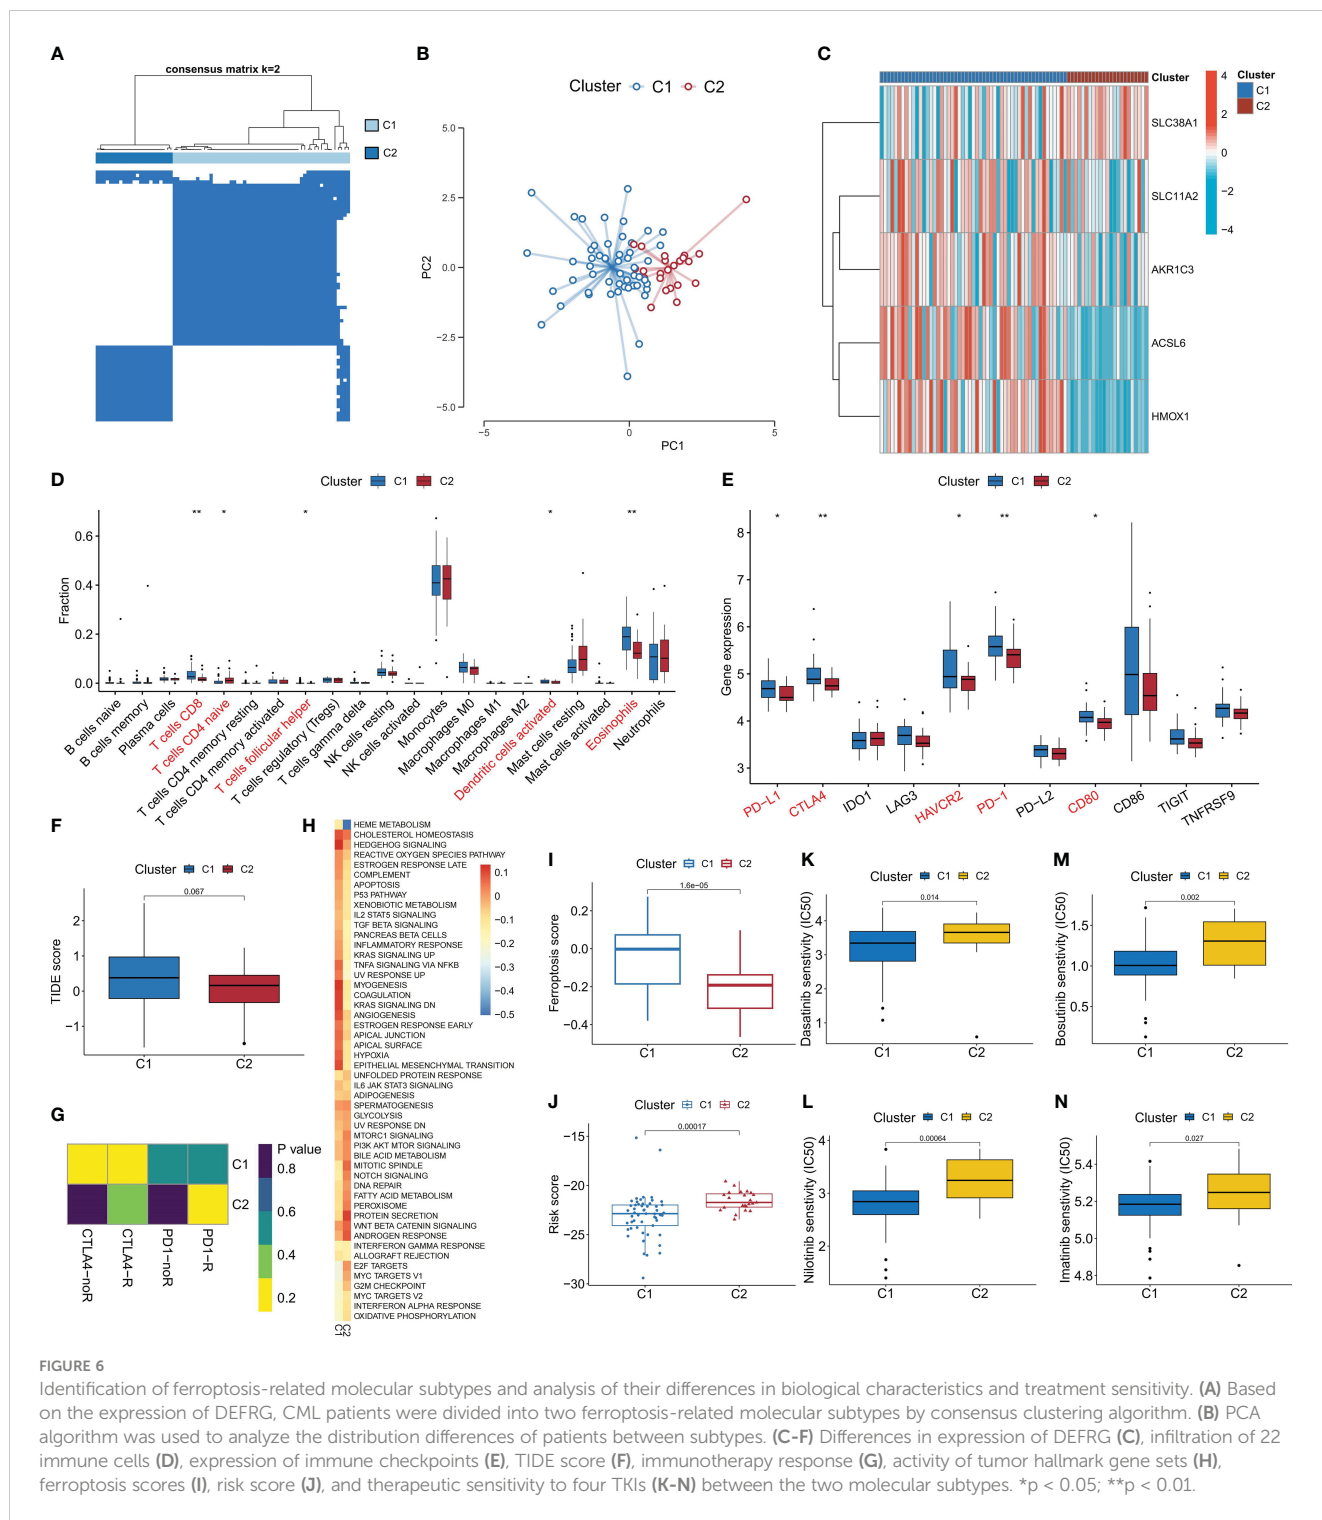 A
consensus matrix k=2
C1
C2
B
Cluster C1 C2
5.0
2.5
0.0
−2.5
−5.0
PC2
−5 0 5
PC1
C
Cluster
SLC38A1
SLC11A2
AKR1C3
ACSL6
HMOX1
4
2
0
−2
−4
Cluster
C1
C2
D
Cluster C1 C2
** * * * **
0.6
0.4
0.2
0.0
Fraction
B cells naive
B cells memory
Plasma cells
T cells CD8
T cells CD4 naive
T cells CD4 memory resting
T cells CD4 memory activated
T cells follicular helper
T cells regulatory (Tregs)
T cells gamma delta
NK cells resting
NK cells activated
Monocytes
Macrophages M0
Macrophages M1
Macrophages M2
Dendritic cells activated
Mast cells resting
Mast cells activated
Eosinophils
Neutrophils
E
Cluster C1 C2
* ** * ** *
8
7
6
5
4
3
Gene expression
PD−L1
CTLA4
IDO1
LAG3
HAVCR2
PD−1
PD−L2
CD80
CD86
TIGIT
TNFRSF9
F
Cluster C1 C2
0.067
2
1
0
−1
TIDE score
C1 C2
G
C1
C2
CTLA4−noR
CTLA4−R
PD1−noR
PD1−R
P value
0.8
0.6
0.4
0.2
H
HEME METABOLISM
CHOLESTEROL HOMEOSTASIS
HEDGEHOG SIGNALING
REACTIVE OXYGEN SPECIES PATHWAY
ESTROGEN RESPONSE LATE
COMPLEMENT
APOPTOSIS
P53 PATHWAY
XENOBIOTIC METABOLISM
IL2 STAT5 SIGNALING
TGF BETA SIGNALING
PANCREAS BETA CELLS
INFLAMMATORY RESPONSE
KRAS SIGNALING UP
TNFA SIGNALING VIA NFKB
UV RESPONSE UP
MYOGENESIS
COAGULATION
KRAS SIGNALING DN
ANGIOGENESIS
ESTROGEN RESPONSE EARLY
APICAL JUNCTION
APICAL SURFACE
HYPOXIA
EPITHELIAL MESENCHYMAL TRANSITION
UNFOLDED PROTEIN RESPONSE
IL6 JAK STAT3 SIGNALING
ADIPOGENESIS
SPERMATOGENESIS
GLYCOLYSIS
UV RESPONSE DN
MTORC1 SIGNALING
PI3K AKT MTOR SIGNALING
BILE ACID METABOLISM
MITOTIC SPINDLE
NOTCH SIGNALING
DNA REPAIR
FATTY ACID METABOLISM
PEROXISOME
PROTEIN SECRETION
WNT BETA CATENIN SIGNALING
ANDROGEN RESPONSE
INTERFERON GAMMA RESPONSE
ALLOGRAFT REJECTION
E2F TARGETS
MYC TARGETS V1
G2M CHECKPOINT
MYC TARGETS V2
INTERFERON ALPHA RESPONSE
OXIDATIVE PHOSPHORYLATION
C1 C2
0.1
0
−0.1
−0.2
−0.3
−0.4
−0.5
I
Cluster C1 C2
1.6e−05
0.2
0.0
−0.2
−0.4
Ferroptosis score
C1 C2
J
Cluster C1 C2
0.00017
−15
−20
−25
−30
Risk score
C1 C2
K
Cluster C1 C2
0.014
4
3
2
1
Dasatinib senstivity (IC50)
C1 C2
L
Cluster C1 C2
0.00064
4
3
2
Nilotinib senstivity (IC50)
C1 C2
M
Cluster C1 C2
0.002
1.5
1.0
0.5
Bosutinib senstivity (IC50)
C1 C2
N
Cluster C1 C2
0.027
5.4
5.2
5.0
4.8
Imatinib senstivity (IC50)
C1 C2
FIGURE 6
Identification of ferroptosis-related molecular subtypes and analysis of their differences in biological characteristics and treatment sensitivity. (A) Based
on the expression of DEFRG, CML patients were divided into two ferroptosis-related molecular subtypes by consensus clustering algorithm. (B) PCA
algorithm was used to analyze the distribution differences of patients between subtypes. (C-F) Differences in expression of DEFRG (C), infiltration of 22
immune cells (D), expression of immune checkpoints (E), TIDE score (F), immunotherapy response (G), activity of tumor hallmark gene sets (H),
ferroptosis scores (I), risk score (J), and therapeutic sensitivity to four TKIs (K-N) between the two molecular subtypes. *p < 0.05; **p < 0.01.